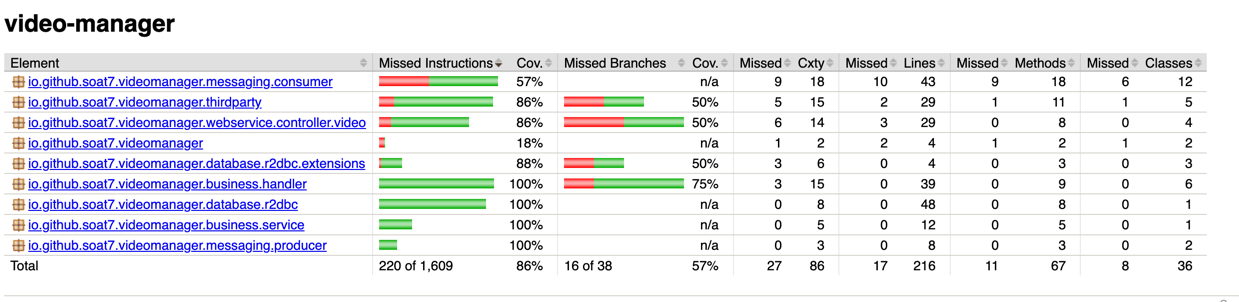 video-manager
Element Missed Instructions Cov. Missed Branches Cov. Missed Cxty Missed Lines Missed Methods Missed Classes
io.github.soat7.videomanager.messaging.consumer 57% n/a 9 18 10 43 9 18 6 12
io.github.soat7.videomanager.thirdparty 86% 50% 5 15 2 29 1 11 1 5
io.github.soat7.videomanager.webservice.controller.video 86% 50% 6 14 3 29 0 8 0 4
io.github.soat7.videomanager 18% n/a 1 2 2 4 1 2 1 2
io.github.soat7.videomanager.database.r2dbc.extensions 88% 50% 3 6 0 4 0 3 0 3
io.github.soat7.videomanager.business.handler 100% 75% 3 15 0 39 0 9 0 6
io.github.soat7.videomanager.database.r2dbc 100% n/a 0 8 0 48 0 8 0 1
io.github.soat7.videomanager.business.service 100% n/a 0 5 0 12 0 5 0 1
io.github.soat7.videomanager.messaging.producer 100% n/a 0 3 0 8 0 3 0 2
Total 220 of 1,609 86% 16 of 38 57% 27 86 17 216 11 67 8 36